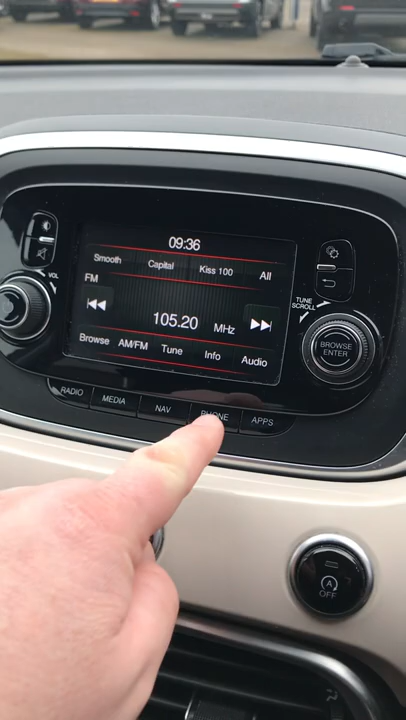 09:36
Smooth Capital Kiss 100 All
FM
VOL
TUNE
SCROLL
105.20 MHz
BROWSE
ENTER
Browse AM/FM Tune Info Audio
RADIO MEDIA NAV PHONE APPS
A
OFF